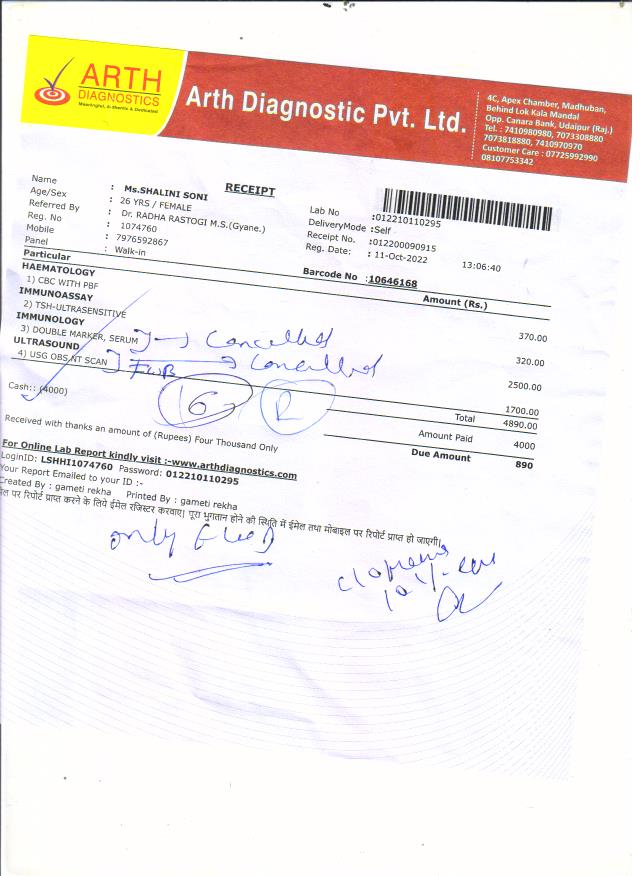 ARTH
DIAGNOSTICS
Meaningful, Authentic & Dedicated
Arth Diagnostic Pvt. Ltd.
4C, Apex Chamber, Madhuban,
Behind Lok Kala Mandal
Opp. Canara Bank, Udaipur (Raj.)
Tel. : 7410980980, 7073308880
7073818880, 7410970970
Customer Care : 07725992990
08107753342
RECEIPT
Name : Ms.SHALINI SONI
Age/Sex : 26 YRS / FEMALE
Referred By : Dr. RADHA RASTOGI M.S.(Gyane.)
Reg. No : 1074760
Mobile : 7976592867
Panel : Walk-in
Lab No :012210110295
DeliveryMode :Self
Receipt No. :012200090915
Reg. Date: : 11-Oct-2022 13:06:40
Barcode No :10646168
Particular Amount (Rs.)
HAEMATOLOGY
1) CBC WITH PBF 370.00
IMMUNOASSAY
2) TSH-ULTRASENSITIVE 320.00
IMMUNOLOGY
3) DOUBLE MARKER, SERUM 2500.00
Cancelled
ULTRASOUND
4) USG OBS NT SCAN 1700.00
FWB Cancelled
R
Total 4890.00
Cash:: (4000)
Amount Paid 4000
Received with thanks an amount of (Rupees) Four Thousand Only
Due Amount 890
For Online Lab Report kindly visit :-www.arthdiagnostics.com
LoginID: LSHHI1074760 Password: 012210110295
Your Report Emailed to your ID :-
Created By : gameti rekha Printed By : gameti rekha
पर रिपोर्ट प्राप्त करने के लिये ईमेल रजिस्टर करवाए| पूरा भुगतान होने की स्थिति में ईमेल तथा मोबाइल पर रिपोर्ट प्राप्त हो जाएगी|
only